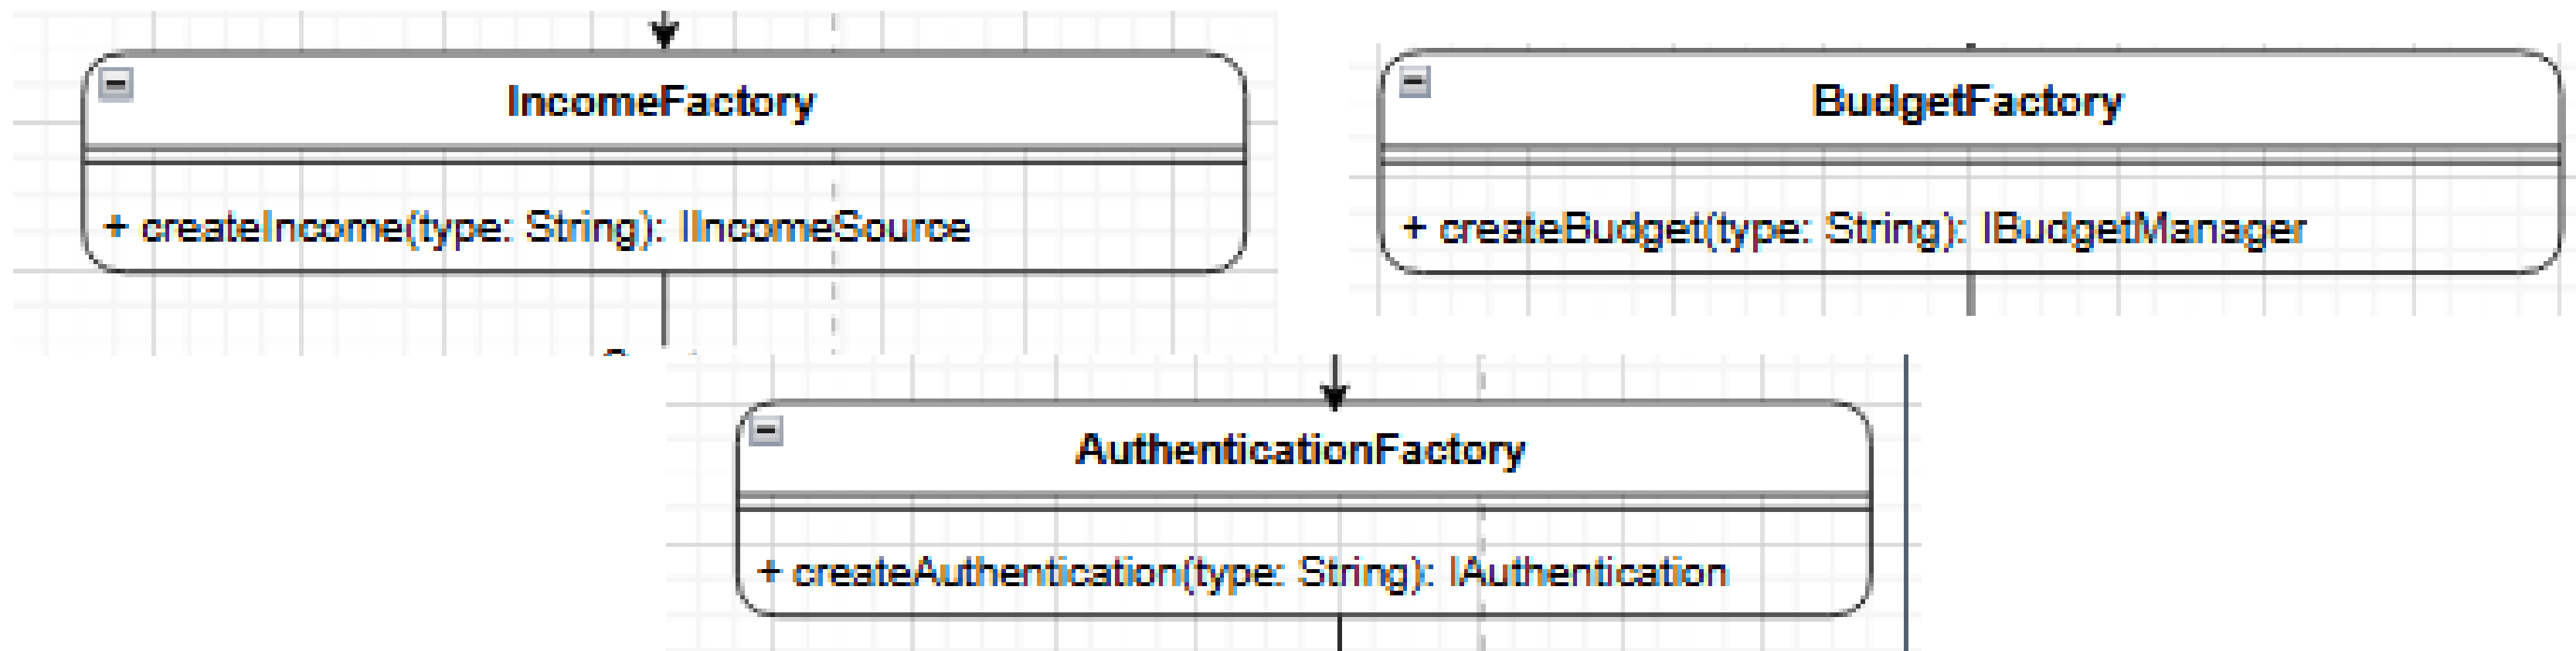 IncomeFactory
+ createIncome(type: String): IIncomeSource
BudgetFactory
+ createBudget(type: String): IBudgetManager
AuthenticationFactory
+ createAuthentication(type: String): IAuthentication